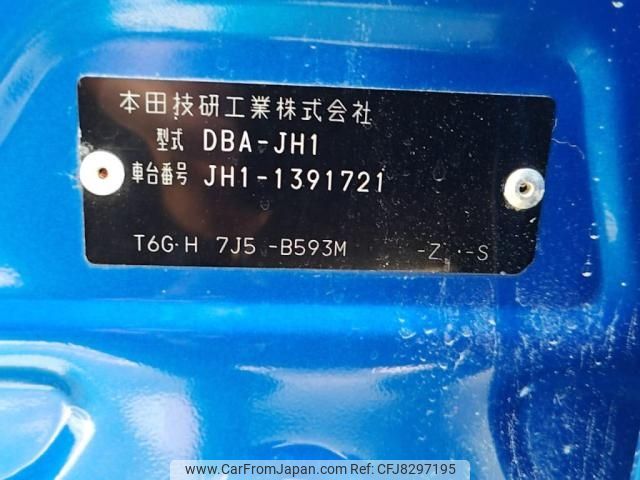 本田技研工業株式会社
型式 DBA-JH1
車台番号 JH1-1391721
T6G·H 7J5 -B593M -Z ·-S
www.CarFromJapan.com | Ref:CFJ8297195